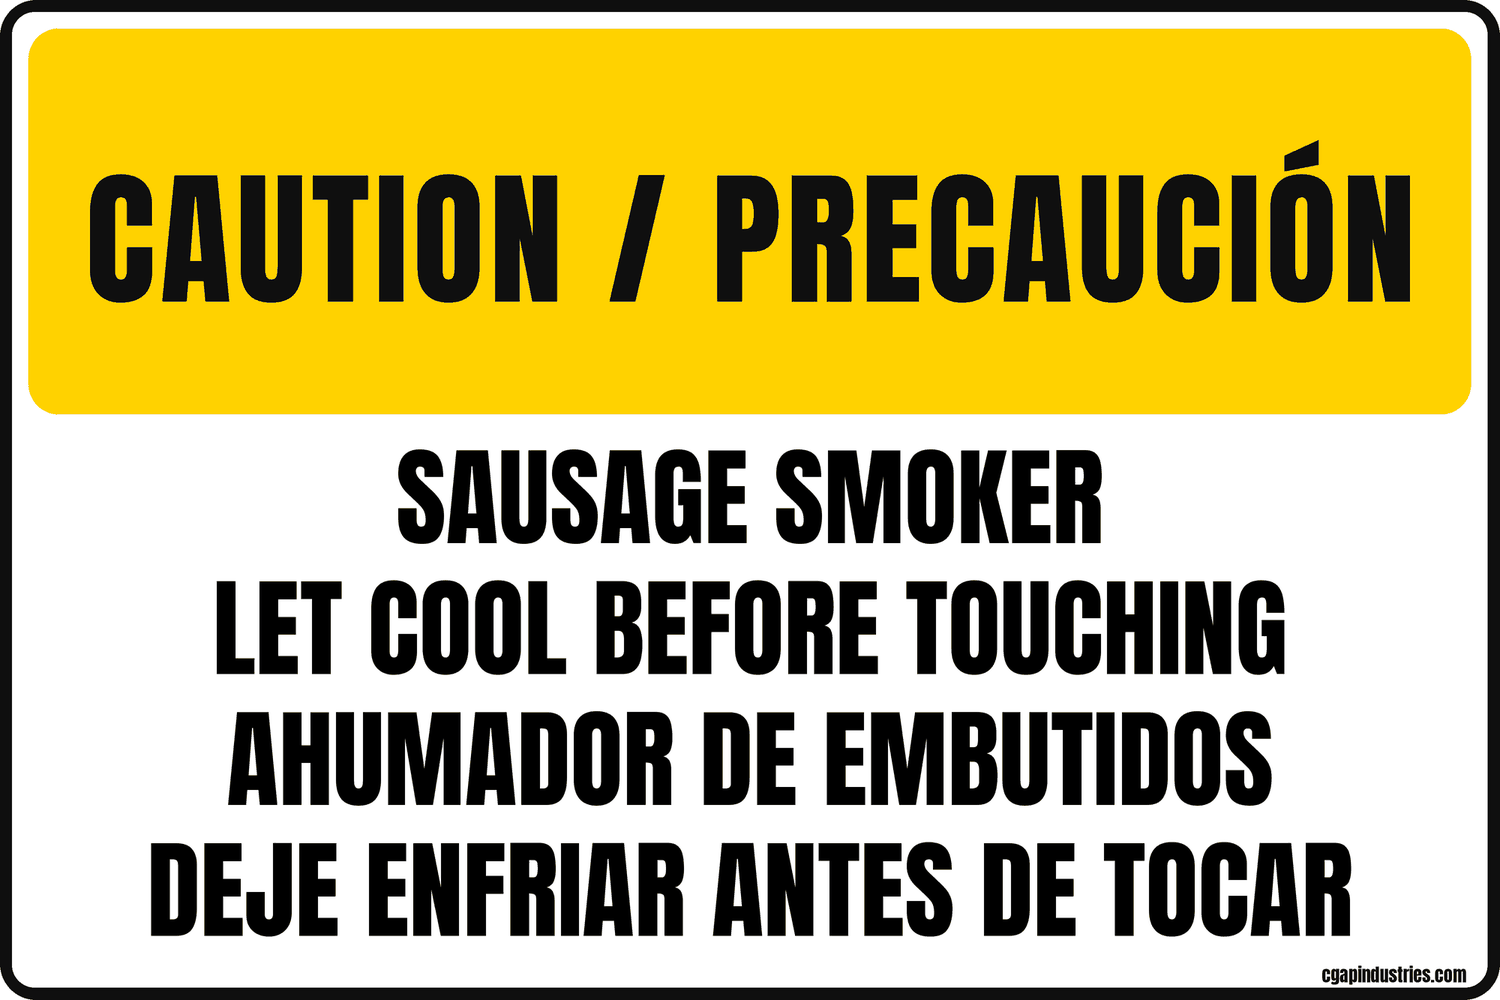 CAUTION / PRECAUCIÓN
SAUSAGE SMOKER
LET COOL BEFORE TOUCHING
AHUMADOR DE EMBUTIDOS
DEJE ENFRIAR ANTES DE TOCAR
cgapindustries.com